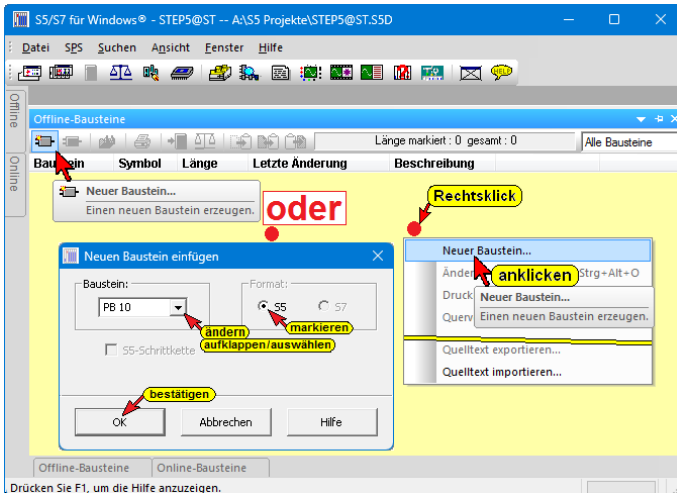 S5/S7 für Windows® - STEP5@ST -- A:\S5 Projekte\STEP5@ST.S5D
Datei SPS Suchen Ansicht Fenster Hilfe
Offline
Online
Offline-Bausteine
Länge markiert : 0 gesamt : 0
Alle Bausteine
Baustein Symbol Länge Letzte Änderung Beschreibung
Neuer Baustein...
Einen neuen Baustein erzeugen.
oder
Rechtsklick
Neuer Baustein...
Strg+Alt+O
anklicken
Druck
Neuer Baustein...
Querv
Einen neuen Baustein erzeugen.
Quelltext exportieren...
Quelltext importieren...
Neuen Baustein einfügen
Baustein:
Format:
PB 10
S5
S7
ändern
markieren
aufklappen/auswählen
S5-Schrittkette
bestätigen
OK
Abbrechen
Hilfe
Offline-Bausteine Online-Bausteine
Drücken Sie F1, um die Hilfe anzuzeigen.